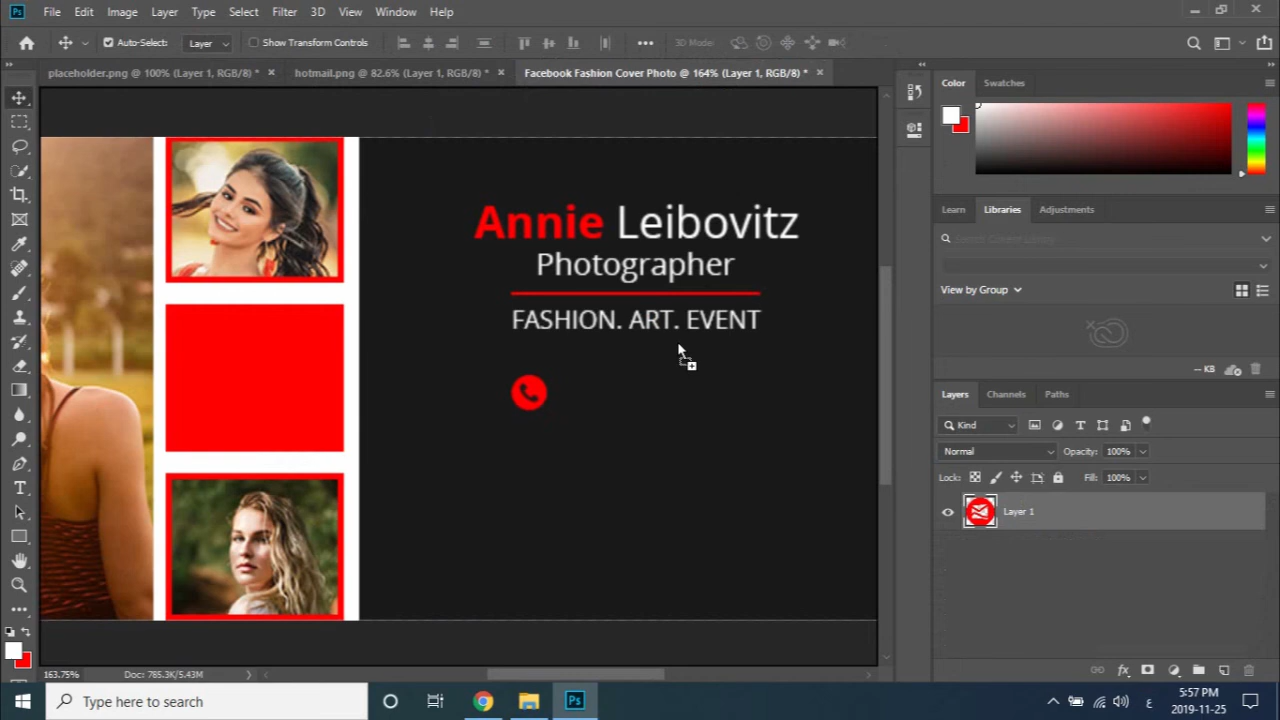 File Edit Image Layer Type Select Filter 3D View Window Help
Auto-Select: Layer Show Transform Controls 3D Mode:
placeholder.png @ 100% (Layer 1, RGB/8) * hotmail.png @ 82.6% (Layer 1, RGB/8) * Facebook Fashion Cover Photo @ 164% (Layer 1, RGB/8) *
Color Swatches
Learn Libraries Adjustments
View by Group
-- KB
Layers Channels Paths
Kind
Normal Opacity: 100%
Lock: Fill: 100%
Layer 1
Annie Leibovitz
Photographer
FASHION. ART. EVENT
163.75% Doc: 785.3K/5.43M
Type here to search
5:57 PM
2019-11-25
ع
Ps